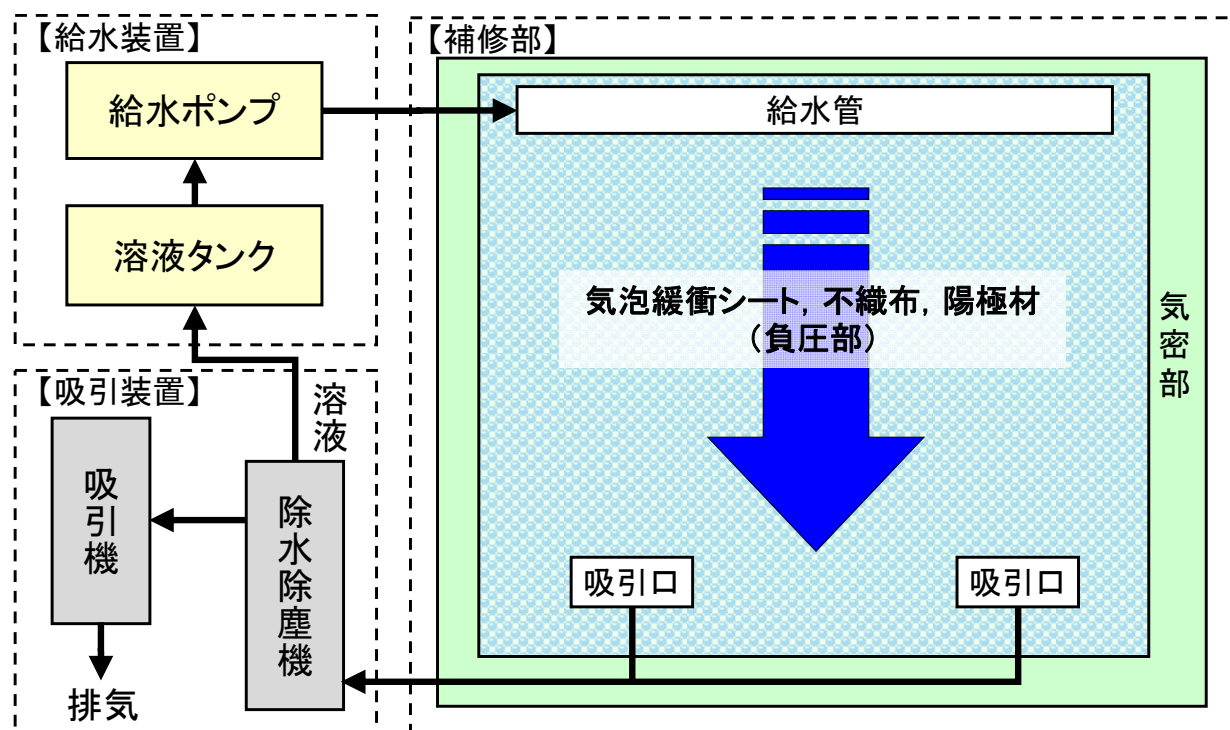 【給水装置】
給水ポンプ
溶液タンク
【吸引装置】
溶液
吸引機
除水除塵機
排気
【補修部】
給水管
気泡緩衝シート, 不織布, 陽極材
（負圧部）
気密部
吸引口
吸引口